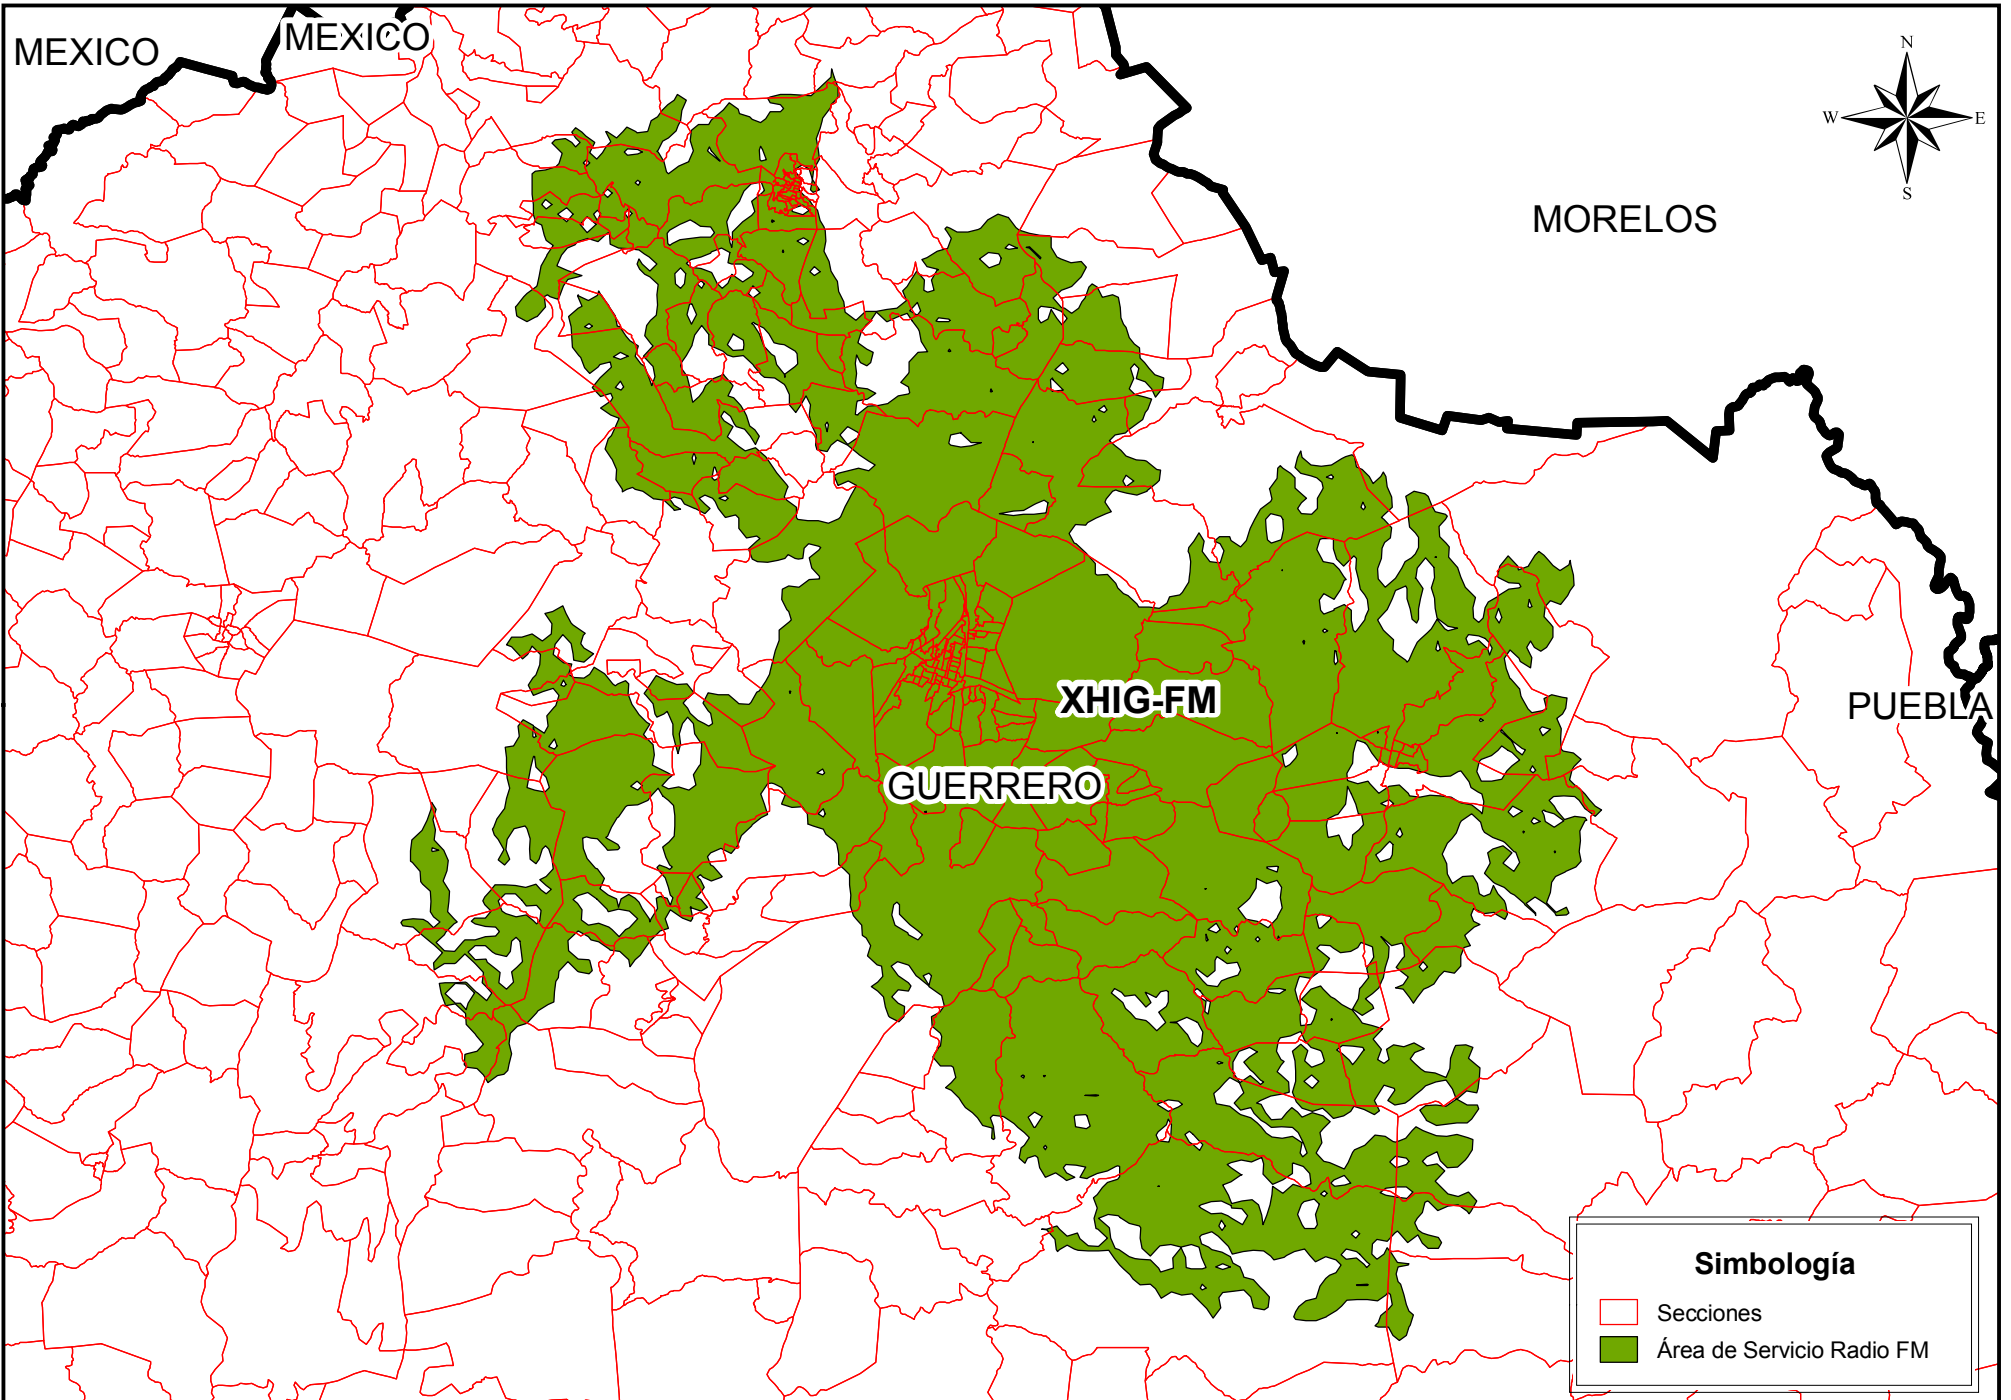 MEXICO
MEXICO
N
W
E
S
MORELOS
PUEBLA
XHIG-FM
GUERRERO
Simbología
Secciones
Área de Servicio Radio FM